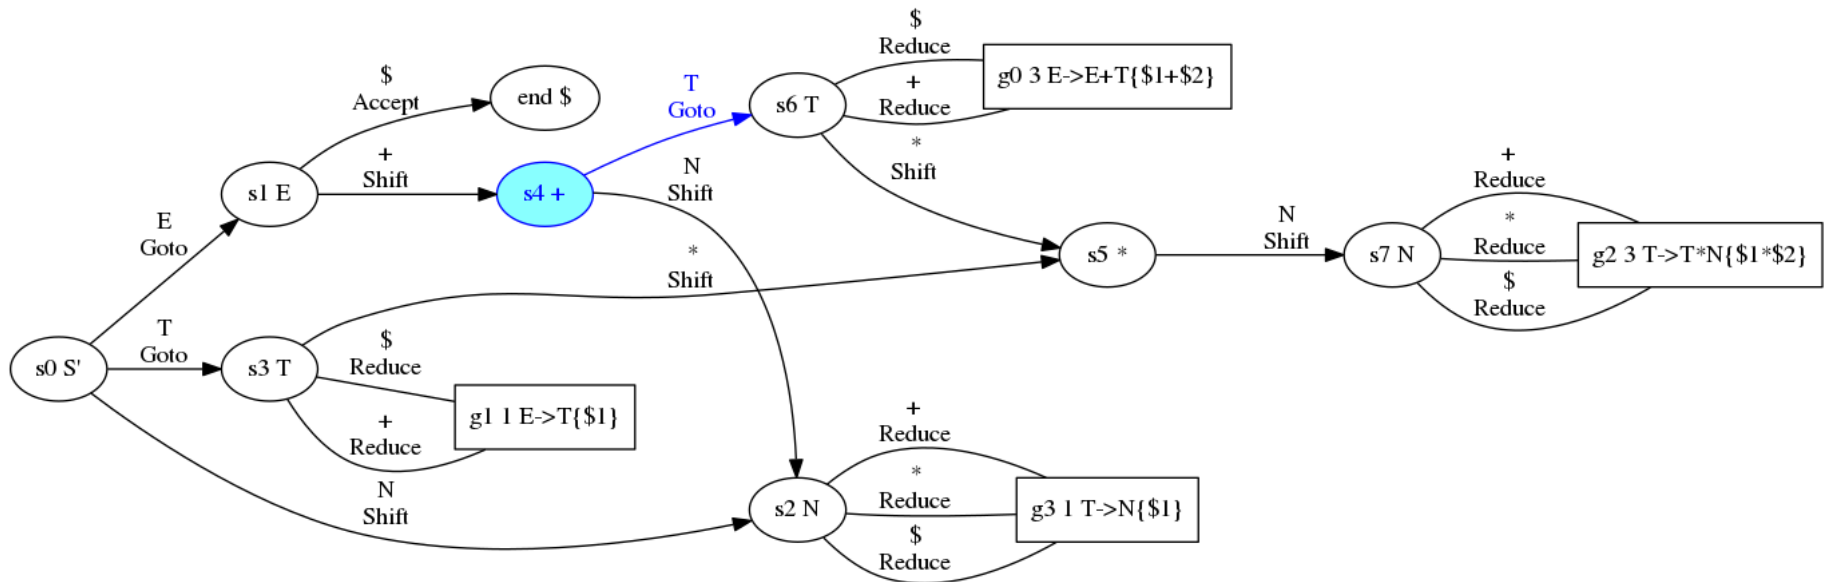 $
Reduce
g0 3 E->E+T{$1+$2}
+
Reduce
T
Goto
s6 T
*
Shift
$
Accept
end $
+
Shift
s1 E
s4 +
N
Shift
E
Goto
*
Shift
s5 *
N
Shift
s7 N
+
Reduce
*
Reduce
g2 3 T->T*N{$1*$2}
$
Reduce
s0 S'
T
Goto
s3 T
$
Reduce
g1 1 E->T{$1}
+
Reduce
N
Shift
s2 N
+
Reduce
*
Reduce
g3 1 T->N{$1}
$
Reduce